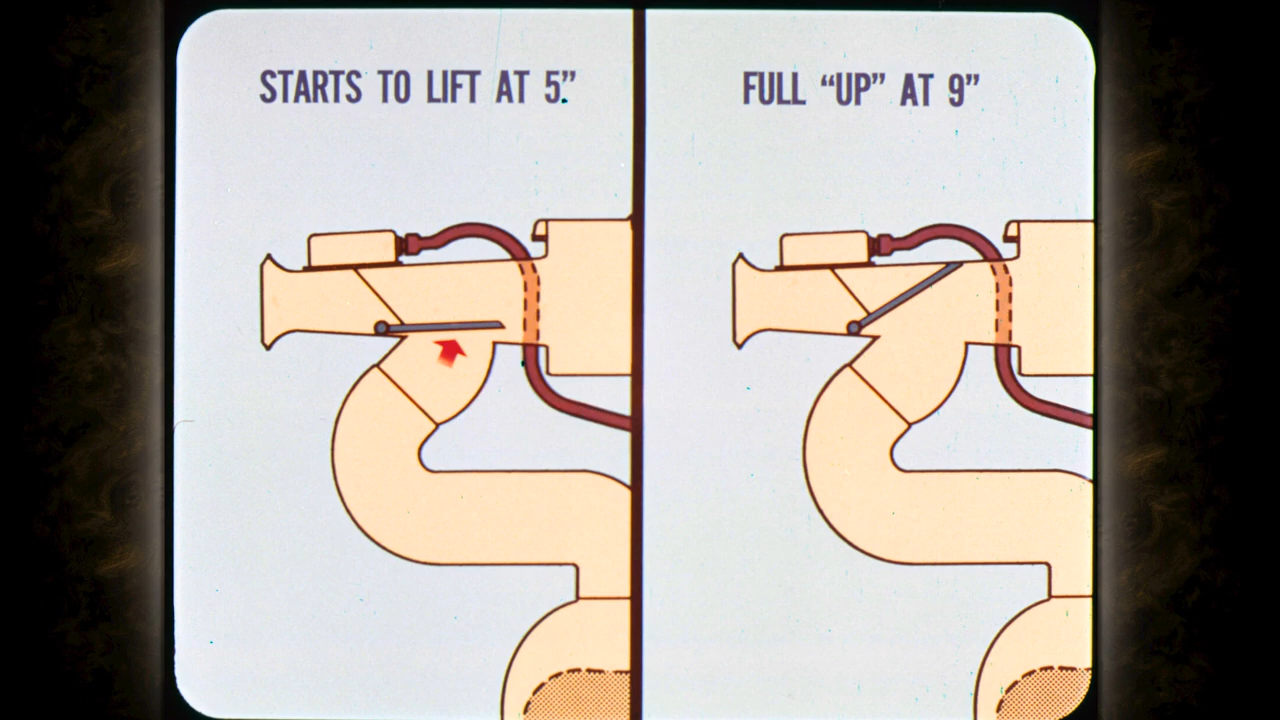 STARTS TO LIFT AT 5”
FULL “UP” AT 9”